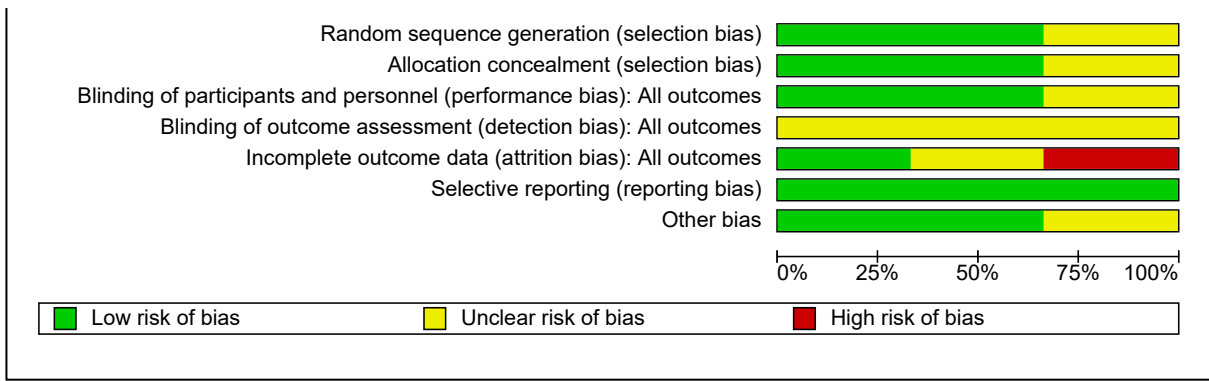 Random sequence generation (selection bias)
Allocation concealment (selection bias)
Blinding of participants and personnel (performance bias): All outcomes
Blinding of outcome assessment (detection bias): All outcomes
Incomplete outcome data (attrition bias): All outcomes
Selective reporting (reporting bias)
Other bias
0% 25% 50% 75% 100%
Low risk of bias Unclear risk of bias High risk of bias